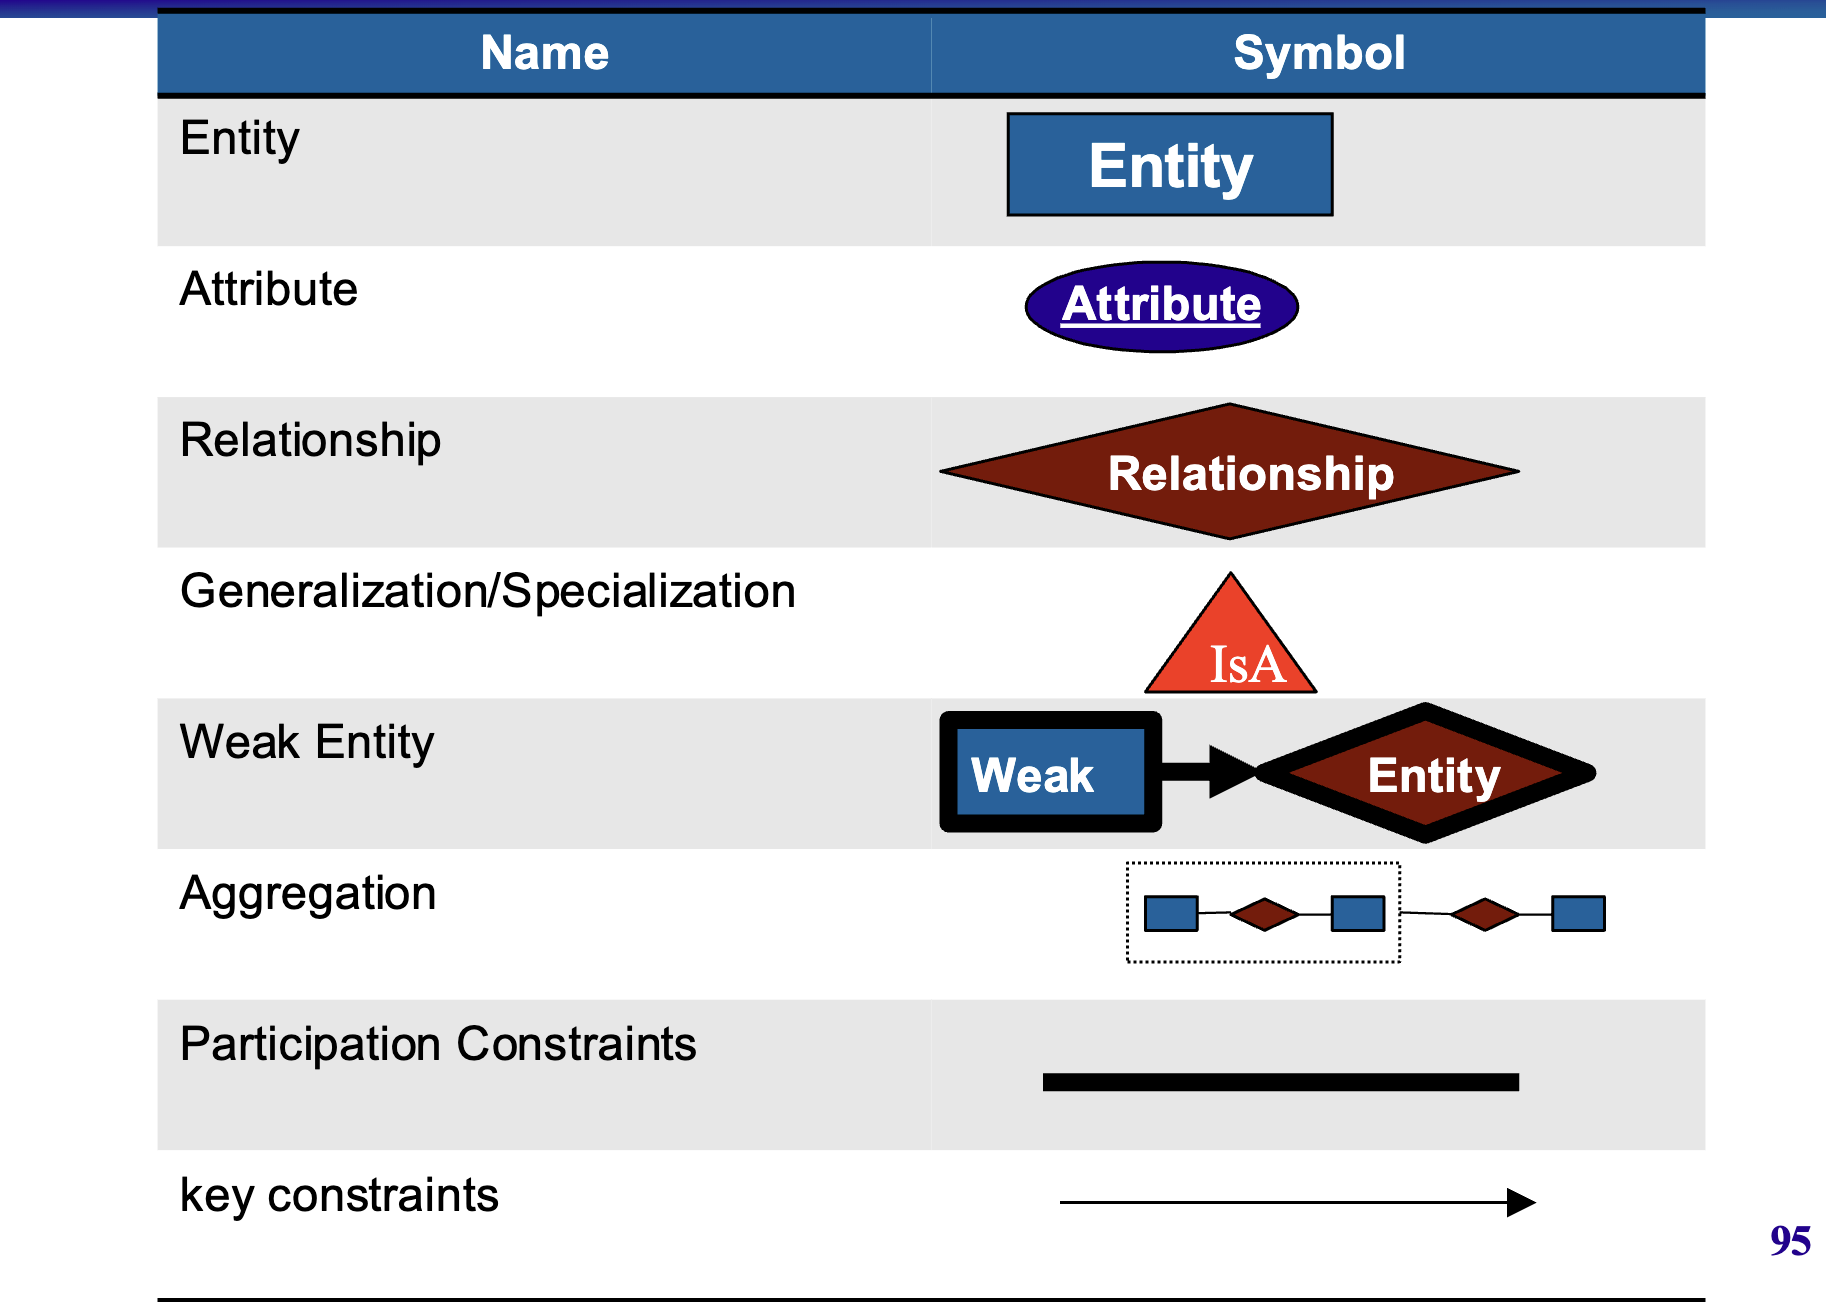 Name Symbol
Entity
Entity
Attribute
Attribute
Relationship
Relationship
Generalization/Specialization
IsA
Weak Entity
Weak Entity
Aggregation
Participation Constraints
key constraints
95